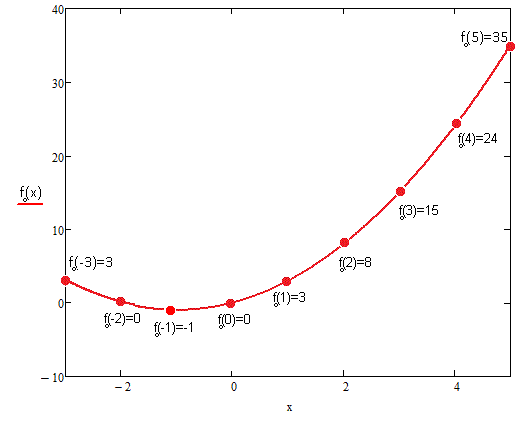 40
f(5)=35
30
f(4)=24
20
f(x)
f(3)=15
10
f(-3)=3
f(2)=8
0
f(1)=3
f(-2)=0
f(-1)=-1
f(0)=0
−10
−2
0
2
4
x